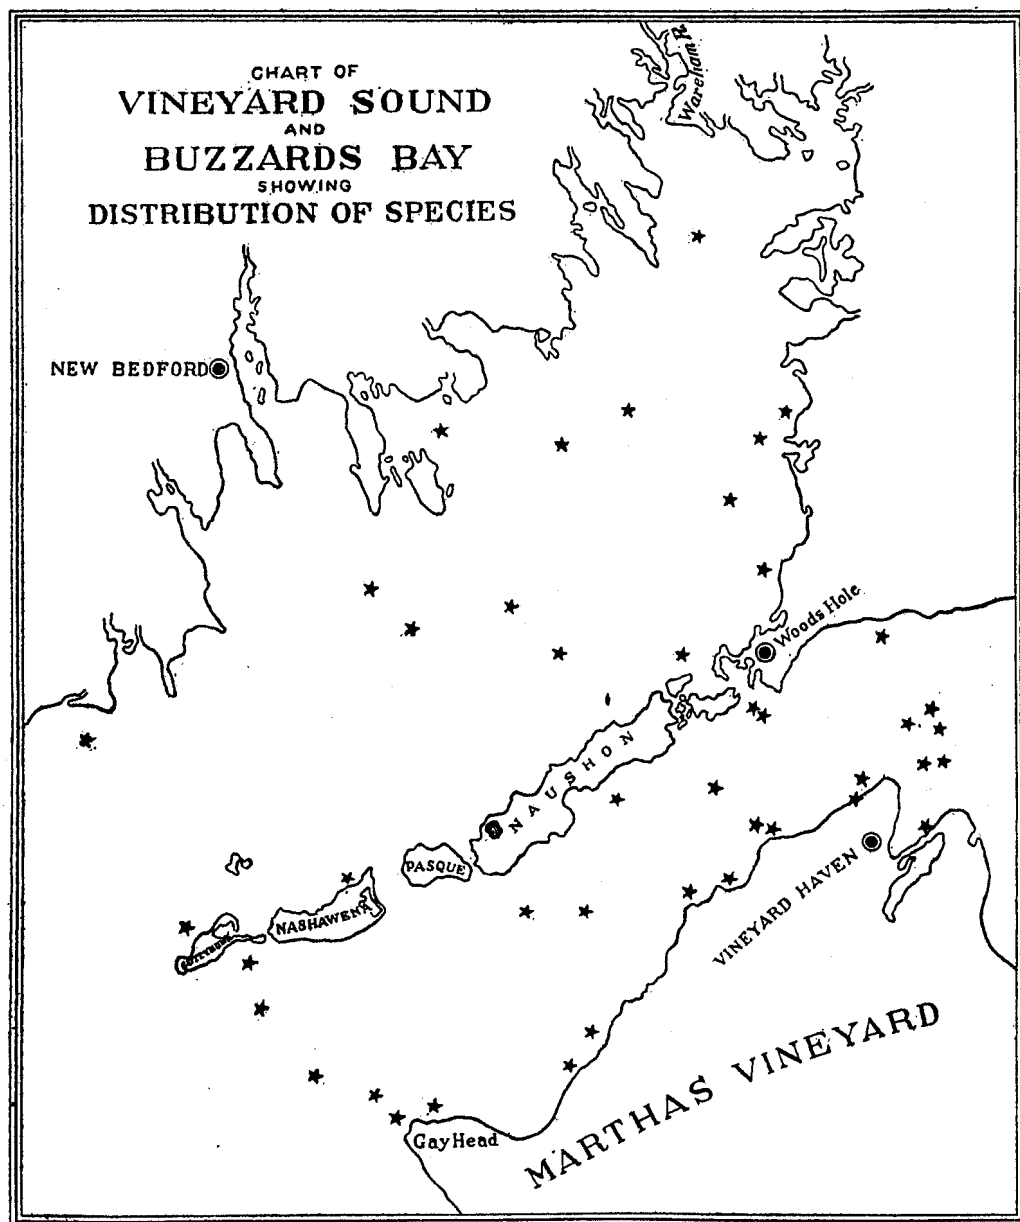 CHART OF
VINEYARD SOUND
AND
BUZZARDS BAY
SHOWING
DISTRIBUTION OF SPECIES
Wareham R.
NEW BEDFORD
Woods Hole
NAUSHON
PASQUE
NASHAWENA
CUTTYHUNK
VINEYARD HAVEN
MARTHAS VINEYARD
Gay Head